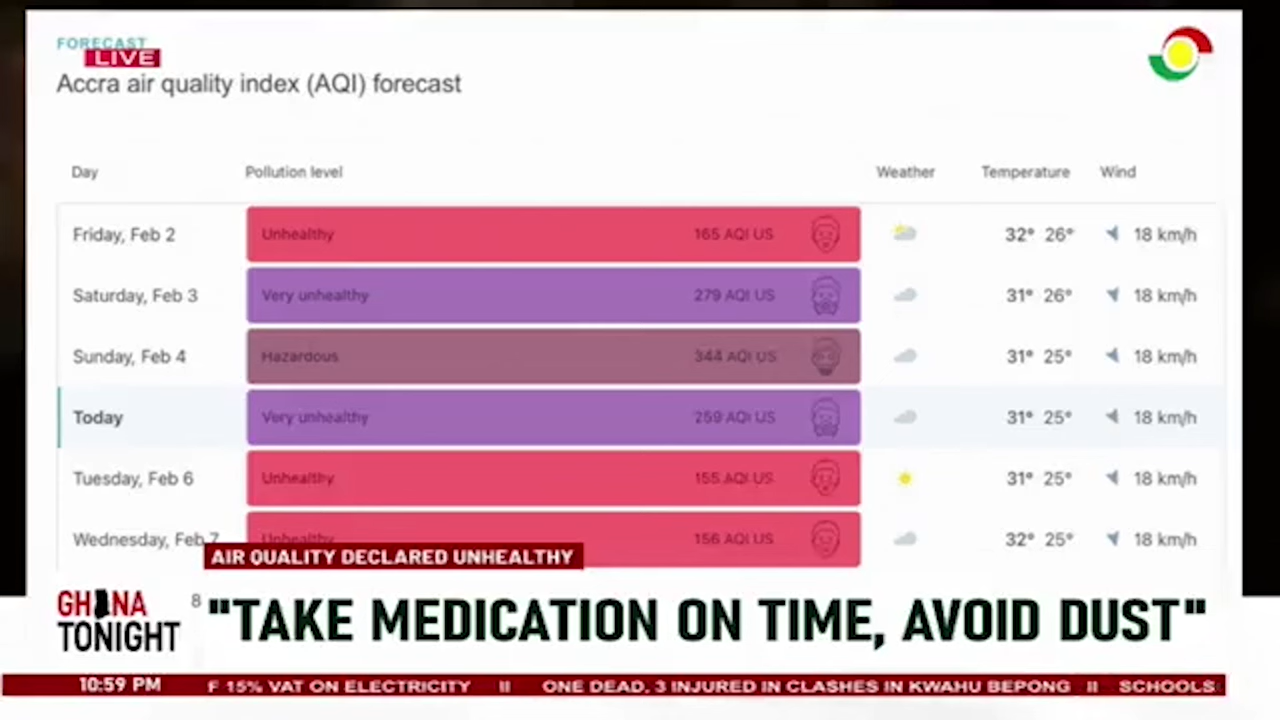 FORECAST
LIVE
Accra air quality index (AQI) forecast
Day Pollution level Weather Temperature Wind
Friday, Feb 2 Unhealthy 165 AQI US 32° 26° 18 km/h
Saturday, Feb 3 Very unhealthy 279 AQI US 31° 26° 18 km/h
Sunday, Feb 4 Hazardous 344 AQI US 31° 25° 18 km/h
Today Very unhealthy 259 AQI US 31° 25° 18 km/h
Tuesday, Feb 6 Unhealthy 155 AQI US 31° 25° 18 km/h
Wednesday, Feb 7 Unhealthy 156 AQI US 32° 25° 18 km/h
AIR QUALITY DECLARED UNHEALTHY
8
GHANA
TONIGHT
"TAKE MEDICATION ON TIME, AVOID DUST"
10:59 PM F 15% VAT ON ELECTRICITY II ONE DEAD, 3 INJURED IN CLASHES IN KWAHU BEPONG II SCHOOLS